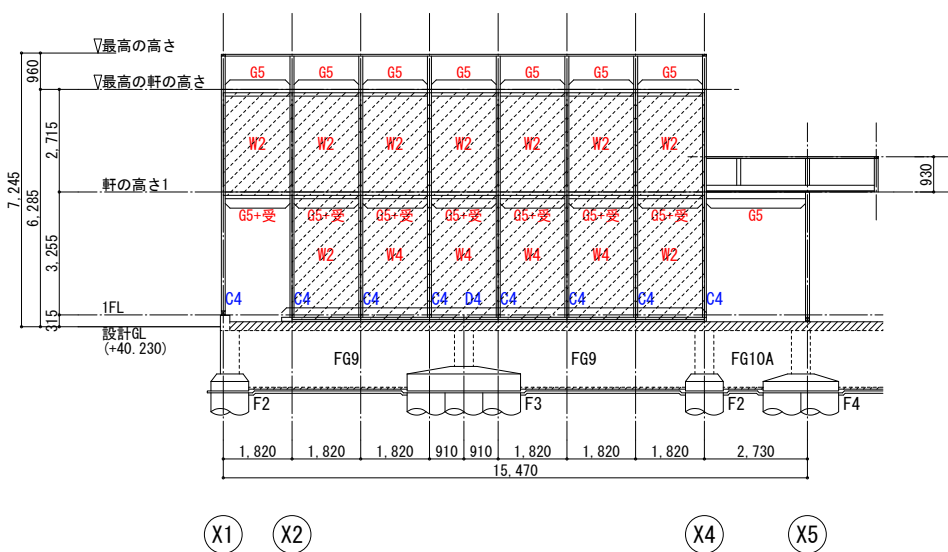 ▽最高の高さ
G5 G5 G5 G5 G5 G5 G5
960
▽最高の軒の高さ
2,715
W2 W2 W2 W2 W2 W2 W2
930
7,245
6,285
軒の高さ1
G5+受 G5+受 G5+受 G5+受 G5+受 G5+受 G5+受 G5
3,255
W2 W4 W4 W4 W4 W2
C4 C4 C4 C4 D4 C4 C4 C4 C4
1FL
315
設計GL
(+40.230)
FG9 FG9 FG10A
F2 F3 F2 F4
1,820 1,820 1,820 910 910 1,820 1,820 1,820 2,730
15,470
X1 X2 X4 X5